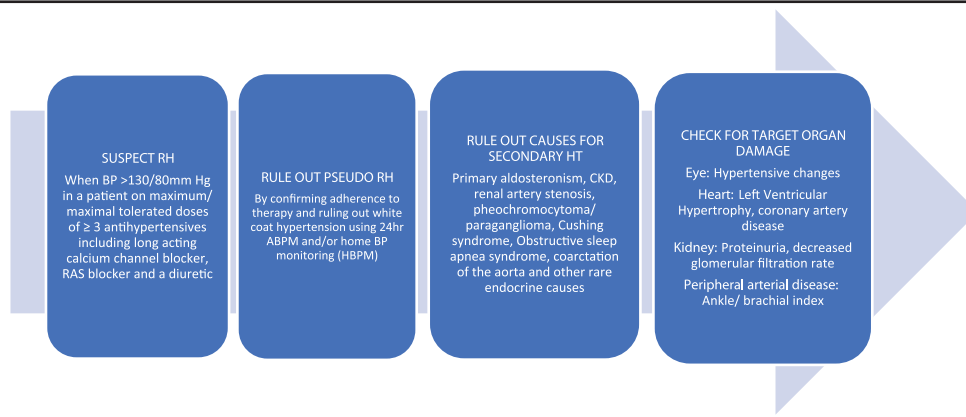 SUSPECT RH
When BP >130/80mm Hg
in a patient on maximum/
maximal tolerated doses
of ≥ 3 antihypertensives
including long acting
calcium channel blocker,
RAS blocker and a diuretic
RULE OUT PSEUDO RH
By confirming adherence to
therapy and ruling out white
coat hypertension using 24hr
ABPM and/or home BP
monitoring (HBPM)
RULE OUT CAUSES FOR
SECONDARY HT
Primary aldosteronism, CKD,
renal artery stenosis,
pheochromocytoma/
paraganglioma, Cushing
syndrome, Obstructive sleep
apnea syndrome, coarctation
of the aorta and other rare
endocrine causes
CHECK FOR TARGET ORGAN
DAMAGE
Eye: Hypertensive changes
Heart: Left Ventricular
Hypertrophy, coronary artery
disease
Kidney: Proteinuria, decreased
glomerular filtration rate
Peripheral arterial disease:
Ankle/ brachial index